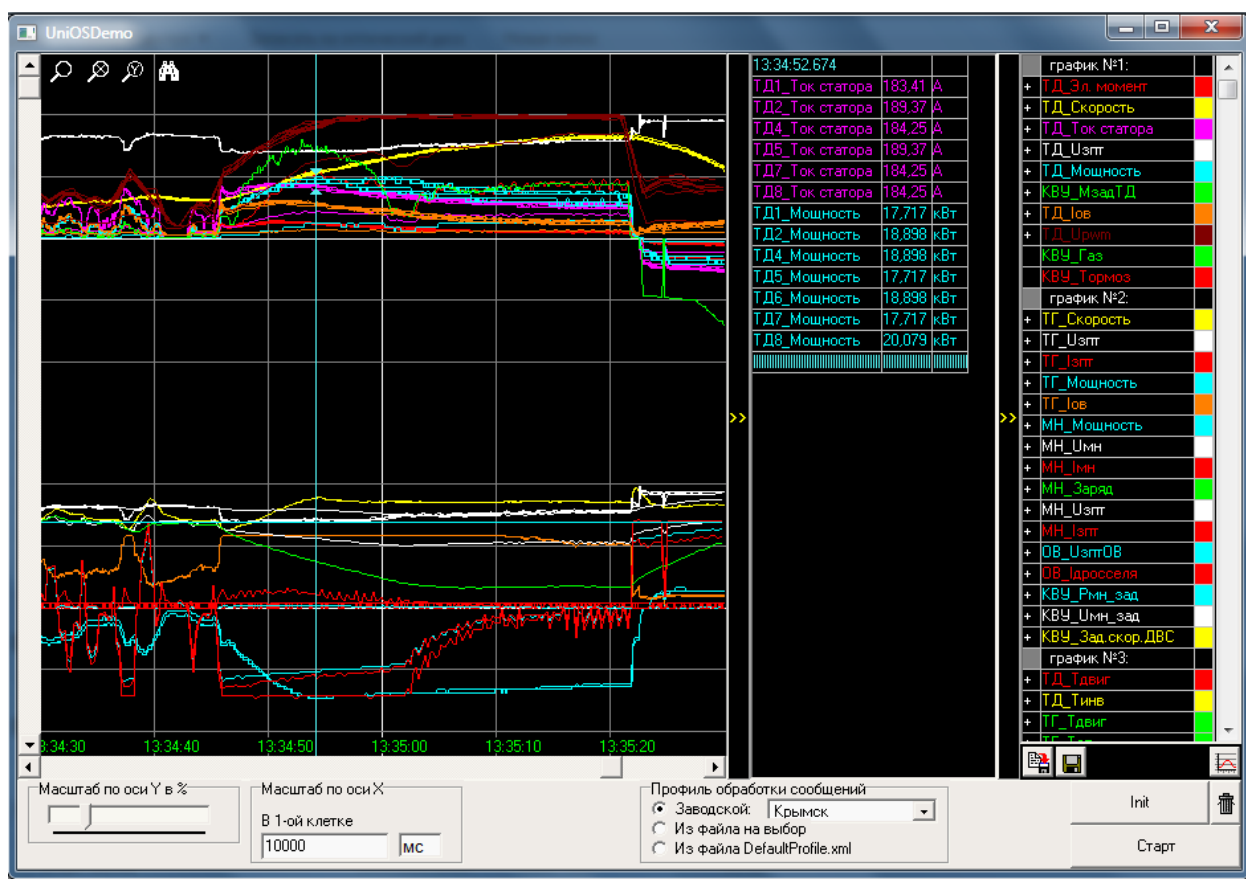 UniOSDemo
13:34:52.674
ТД1_Ток статора 183,41 А
ТД2_Ток статора 189,37 А
ТД4_Ток статора 184,25 А
ТД5_Ток статора 189,37 А
ТД7_Ток статора 184,25 А
ТД8_Ток статора 184,25 А
ТД1_Мощность 17,717 кВт
ТД2_Мощность 18,898 кВт
ТД4_Мощность 18,898 кВт
ТД5_Мощность 17,717 кВт
ТД6_Мощность 18,898 кВт
ТД7_Мощность 17,717 кВт
ТД8_Мощность 20,079 кВт
>>
>>
график №1:
+ ТД_Эл. момент
+ ТД_Скорость
+ ТД_Ток статора
+ ТД_Uзпт
+ ТД_Мощность
+ КВУ_МзадТД
+ ТД_Iов
+ ТД_Upwm
КВУ_Газ
КВУ_Тормоз
график №2:
+ ТГ_Скорость
+ ТГ_Uзпт
+ ТГ_Iзпт
+ ТГ_Мощность
+ ТГ_Iов
+ МН_Мощность
+ МН_Uмн
+ МН_Iмн
+ МН_Заряд
+ МН_Uзпт
+ МН_Iзпт
+ ОВ_UзптОВ
+ ОВ_Iдросселя
+ КВУ_Рмн_зад
+ КВУ_Uмн_зад
+ КВУ_Зад.скор.ДВС
график №3:
+ ТД_Тдвиг
+ ТД_Тинв
+ ТГ_Тдвиг
3:34:30 13:34:40 13:34:50 13:35:00 13:35:10 13:35:20
Масштаб по оси Y в %
Масштаб по оси X
В 1-ой клетке
10000 мс
Профиль обработки сообщений
Заводской: Крымск
Из файла на выбор
Из файла DefaultProfile.xml
Init
Старт